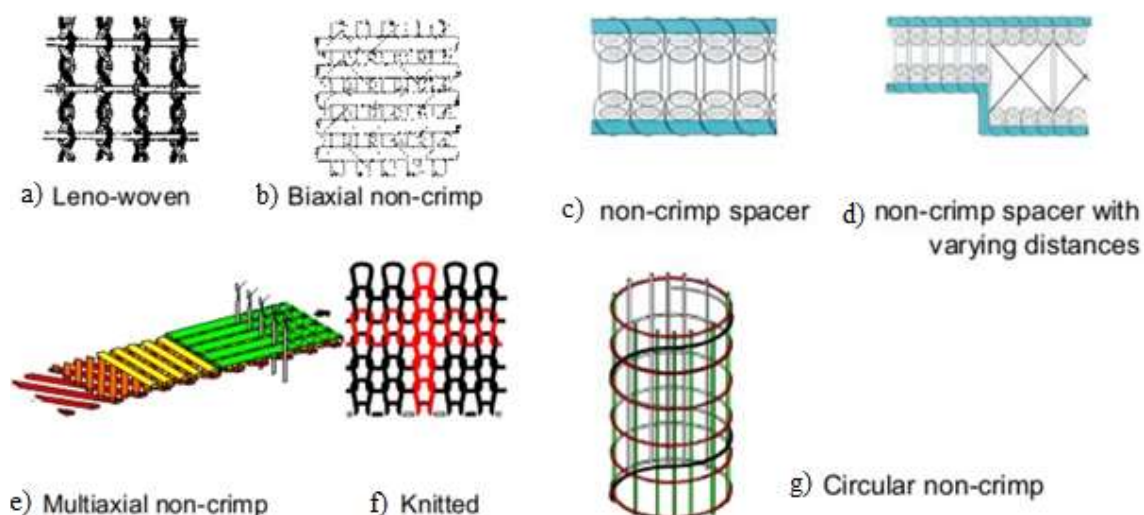 a) Leno-woven
b) Biaxial non-crimp
c) non-crimp spacer
d) non-crimp spacer with
varying distances
e) Multiaxial non-crimp
f) Knitted
g) Circular non-crimp